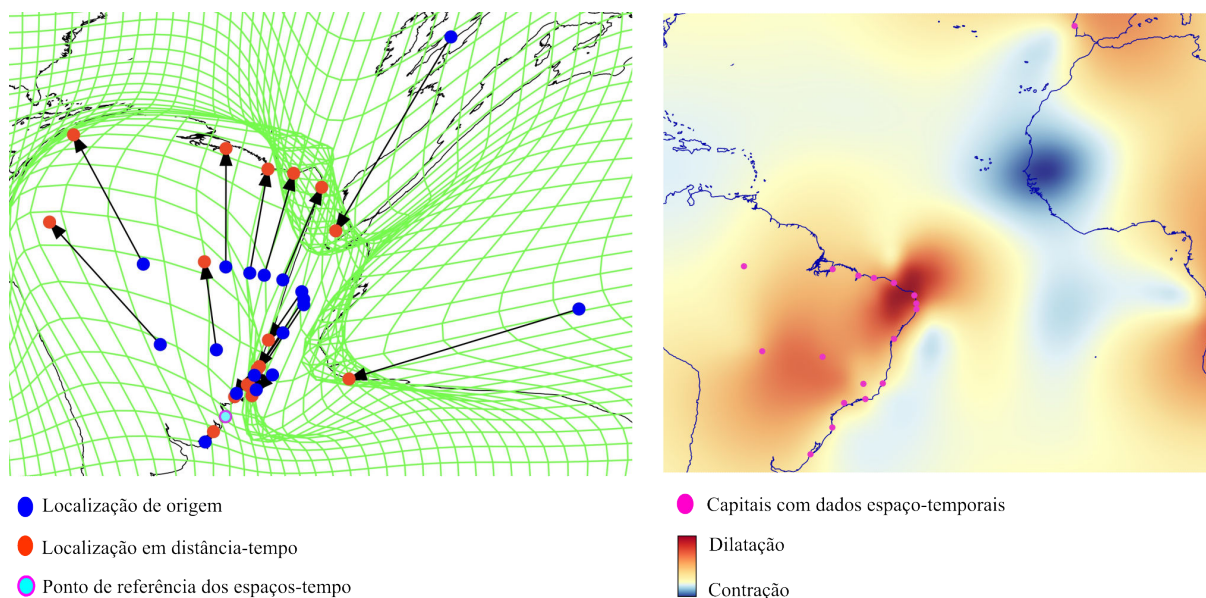 Localização de origem
Localização em distância-tempo
Ponto de referência dos espaços-tempo
Capitais com dados espaço-temporais
Dilatação
Contração